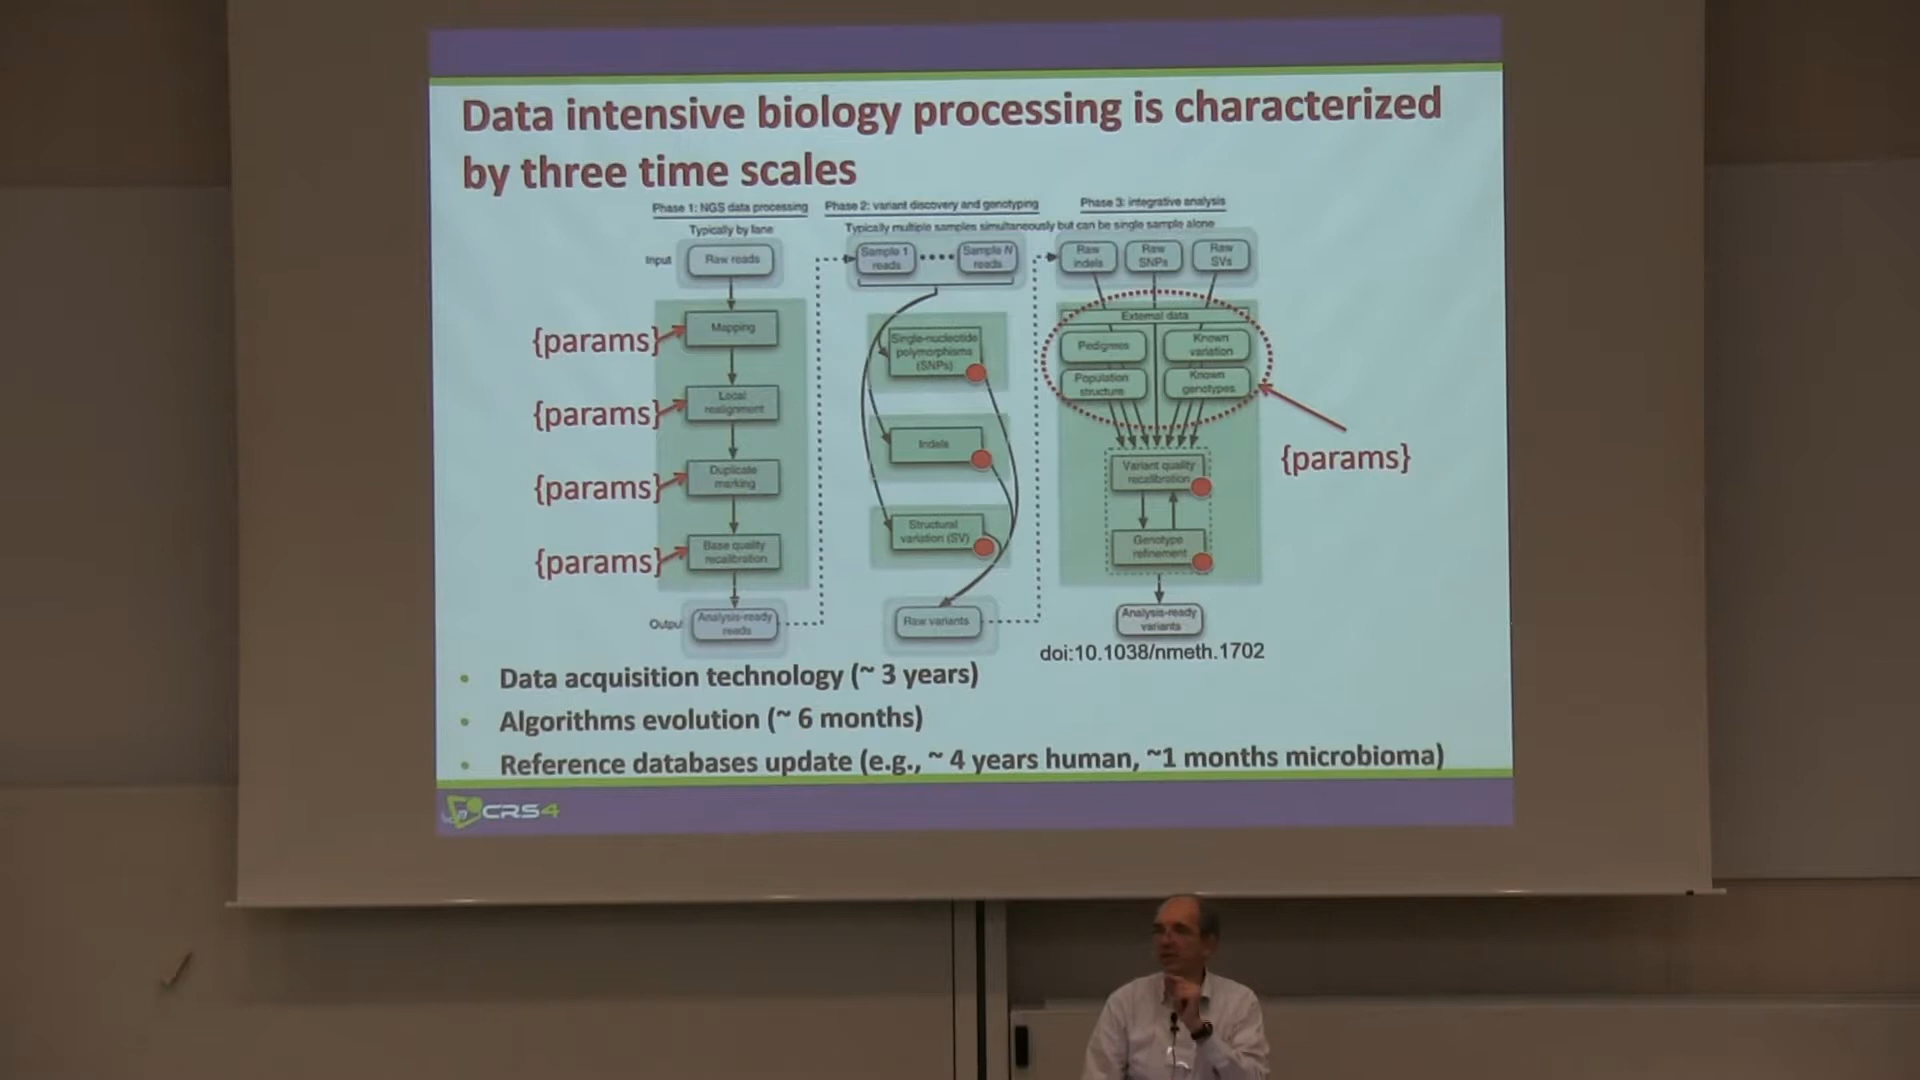 Data intensive biology processing is characterized
by three time scales
Phase 1: NGS data processing
Typically by lane
Input
Raw reads
{params}
Mapping
{params}
Local
realignment
{params}
Duplicate
marking
{params}
Base quality
recalibration
Output
Analysis-ready
reads
Phase 2: variant discovery and genotyping
Typically multiple samples simultaneously but can be single sample alone
Sample 1
reads
Sample N
reads
Single-nucleotide
polymorphisms
(SNPs)
Indels
Structural
variation (SV)
Raw variants
Phase 3: integrative analysis
Raw
indels
Raw
SNPs
Raw
SVs
External data
Pedigrees
Known
variation
Population
structure
Known
genotypes
{params}
Variant quality
recalibration
Genotype
refinement
Analysis-ready
variants
doi:10.1038/nmeth.1702
• Data acquisition technology (~ 3 years)
• Algorithms evolution (~ 6 months)
• Reference databases update (e.g., ~ 4 years human, ~1 months microbioma)
CRS4